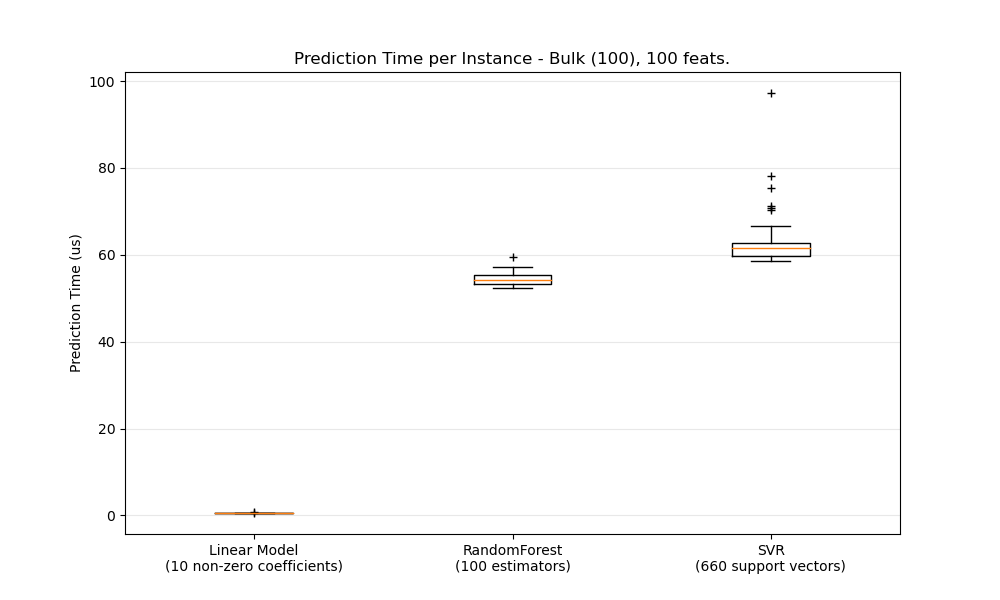 Prediction Time per Instance - Bulk (100), 100 feats.
Prediction Time (us)
100
80
60
40
20
0
Linear Model
(10 non-zero coefficients)
RandomForest
(100 estimators)
SVR
(660 support vectors)